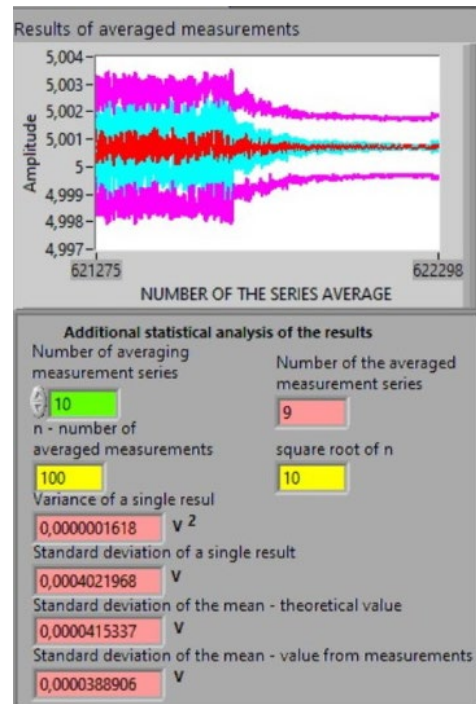 Results of averaged measurements
5,004
5,003
5,002
5,001
5
4,999
4,998
4,997
Amplitude
621275
622298
NUMBER OF THE SERIES AVERAGE
Additional statistical analysis of the results
Number of averaging
measurement series
10
Number of the averaged
measurement series
9
n - number of
averaged measurements
100
square root of n
10
Variance of a single resul
0,0000001618 V 2
Standard deviation of a single result
0,0004021968 V
Standard deviation of the mean - theoretical value
0,0000415337 V
Standard deviation of the mean - value from measurements
0,0000388906 V